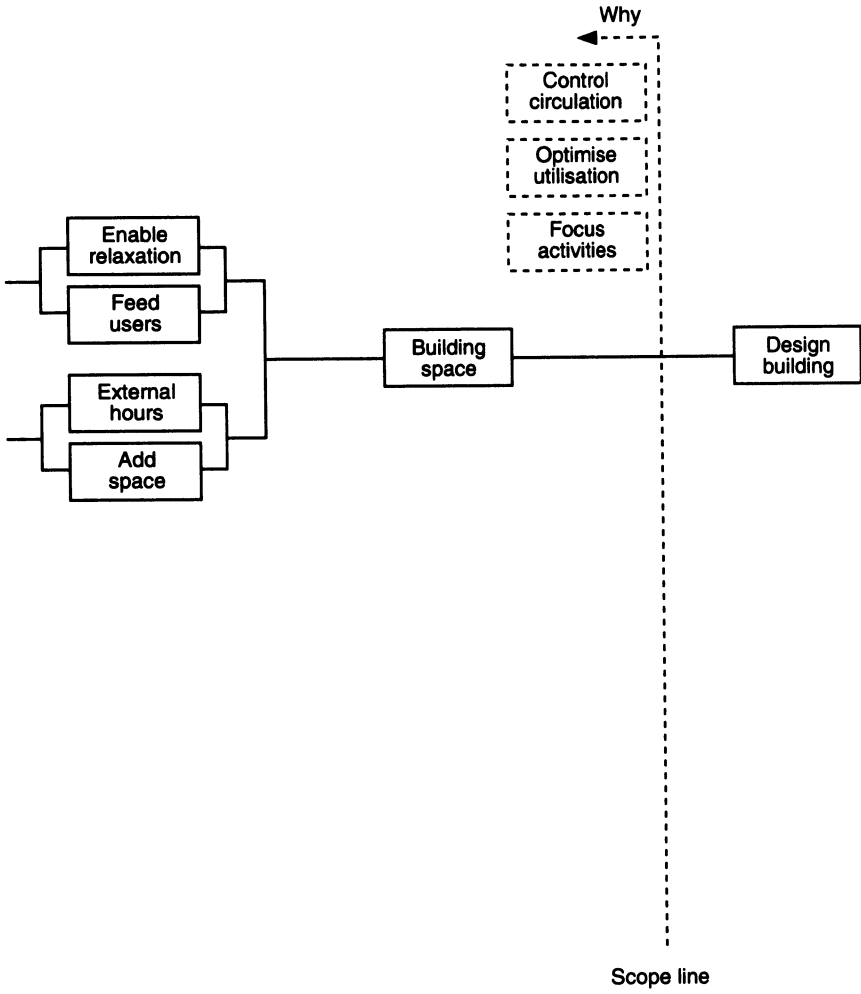 Why
Control
circulation
Optimise
utilisation
Focus
activities
Enable
relaxation
Feed
users
External
hours
Add
space
Building
space
Design
building
Scope line